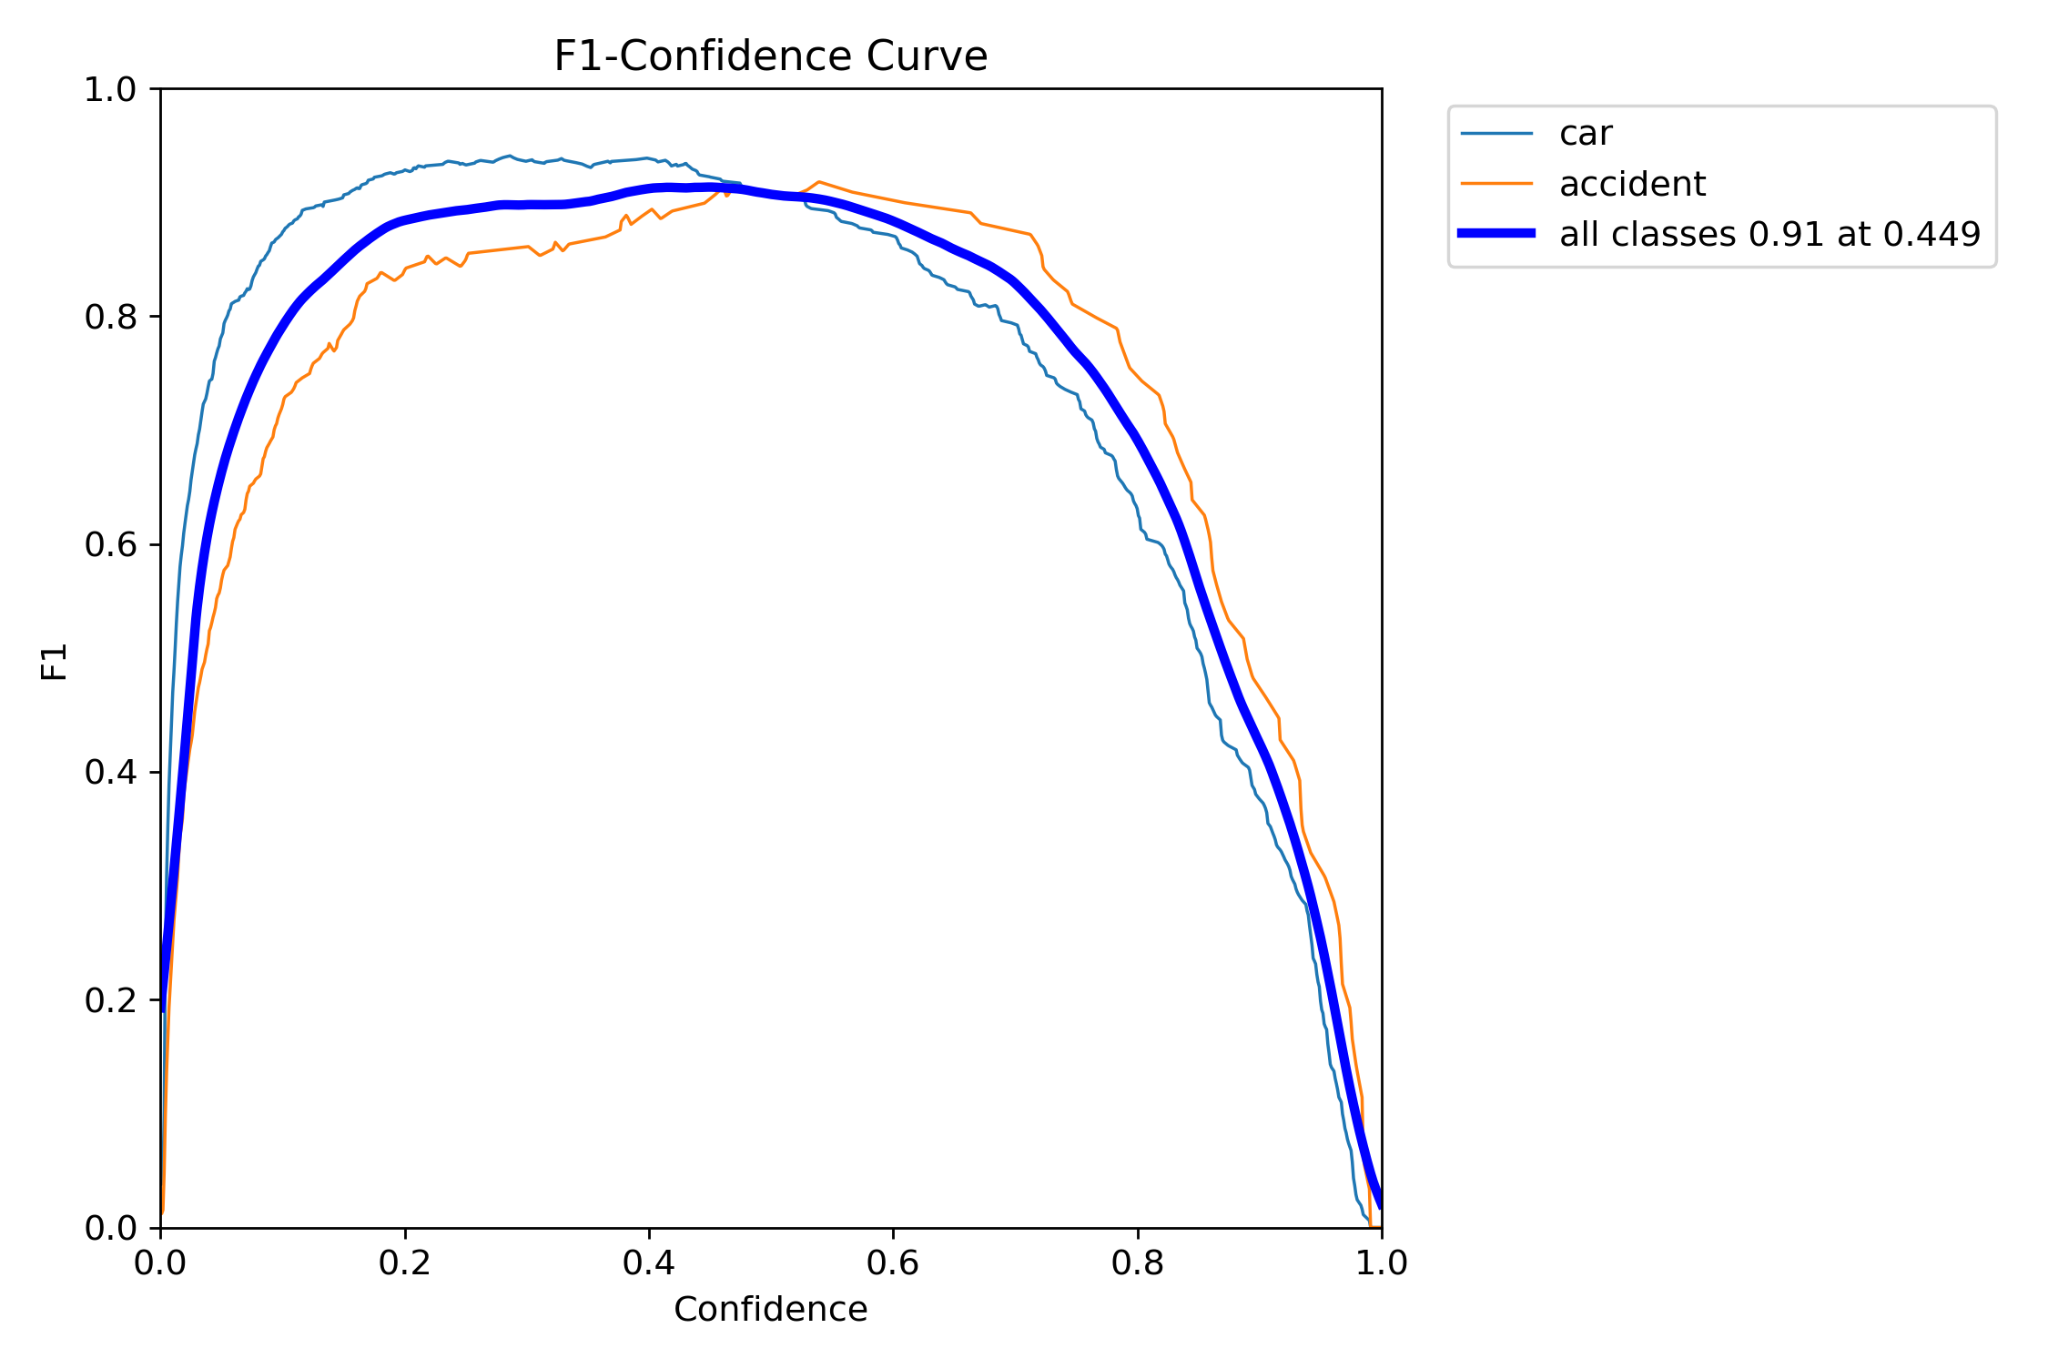 F1-Confidence Curve
car
accident
all classes 0.91 at 0.449
1.0
0.8
0.6
0.4
0.2
0.0
F1
0.0 0.2 0.4 0.6 0.8 1.0
Confidence